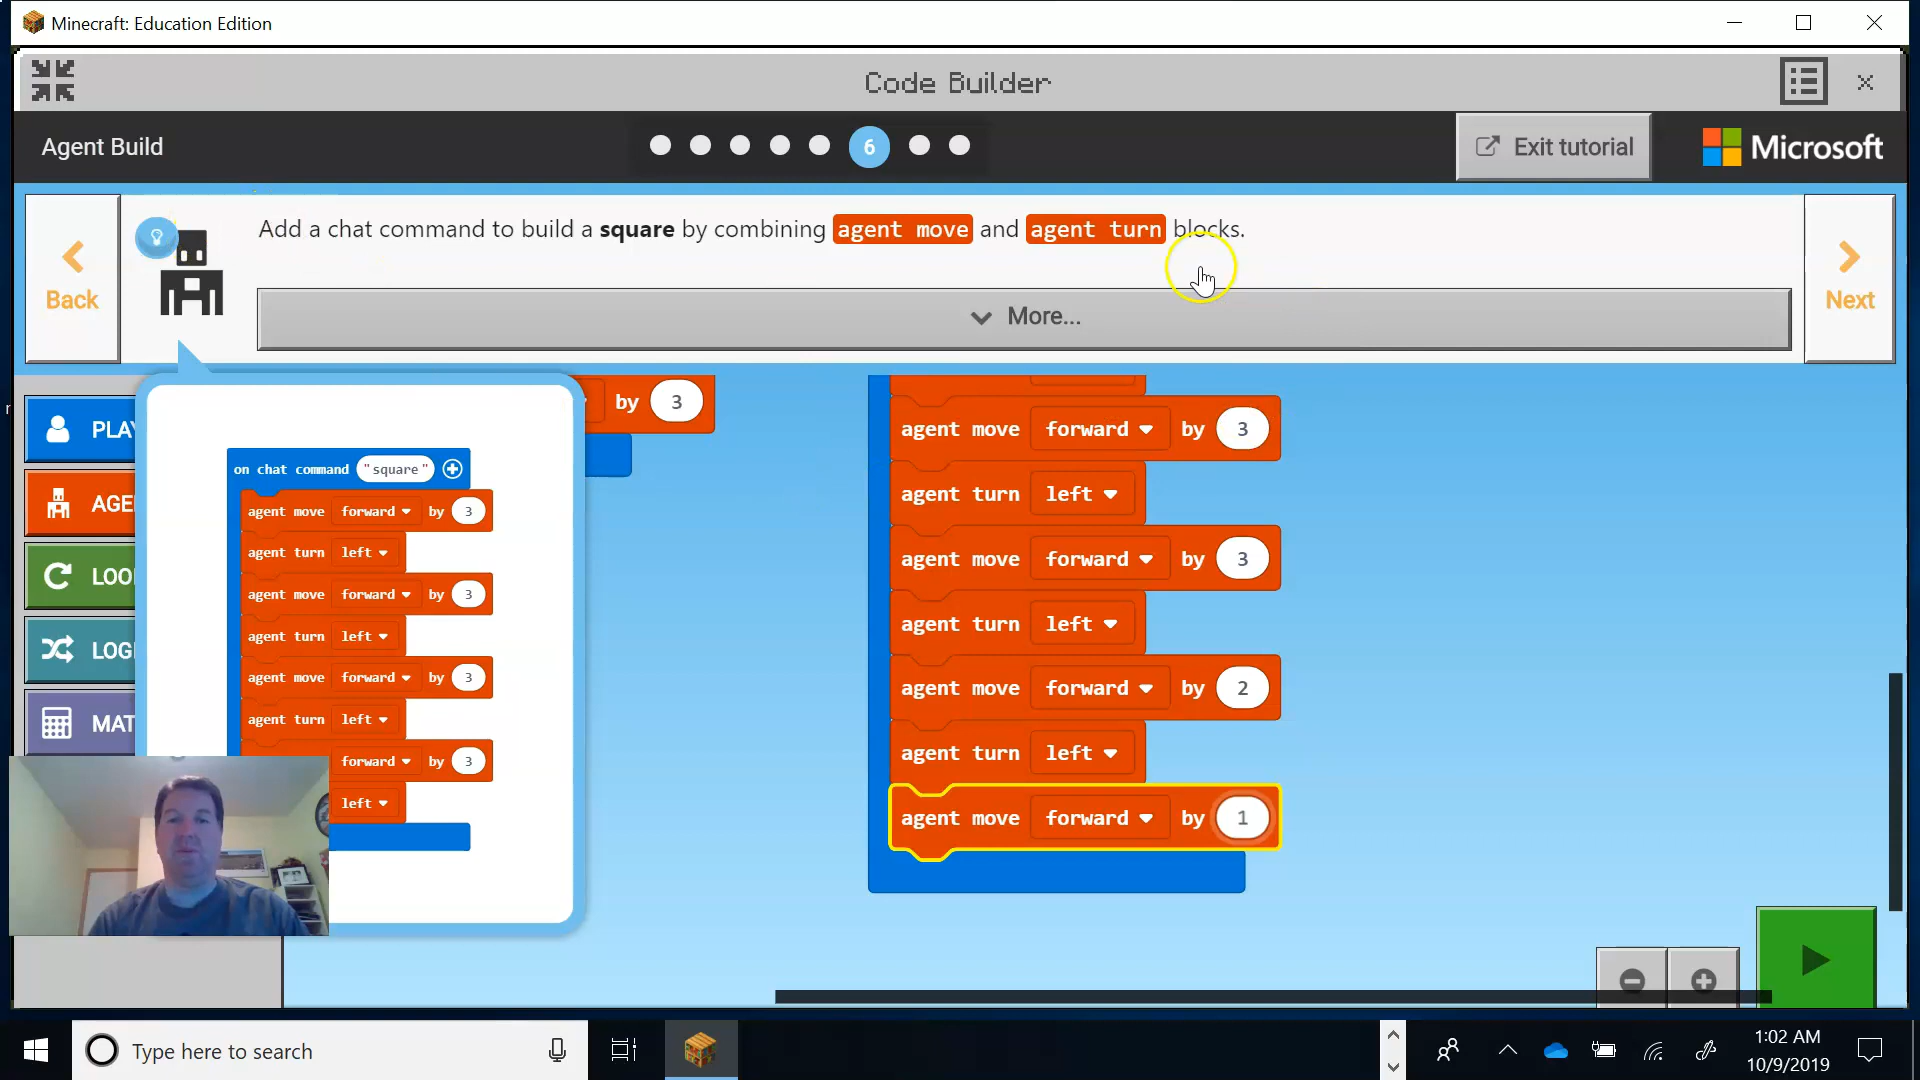 Minecraft: Education Edition
Code Builder
Agent Build
6
Exit tutorial
Microsoft
Back
Add a chat command to build a square by combining agent move and agent turn blocks.
More...
Next
by 3
PLAY
AGE
LOO
LOGI
MAT
on chat command "square"
agent move forward by 3
agent turn left
agent move forward by 3
agent turn left
agent move forward by 3
agent turn left
forward by 3
left
agent move forward by 3
agent turn left
agent move forward by 3
agent turn left
agent move forward by 2
agent turn left
agent move forward by 1
Type here to search
1:02 AM
10/9/2019